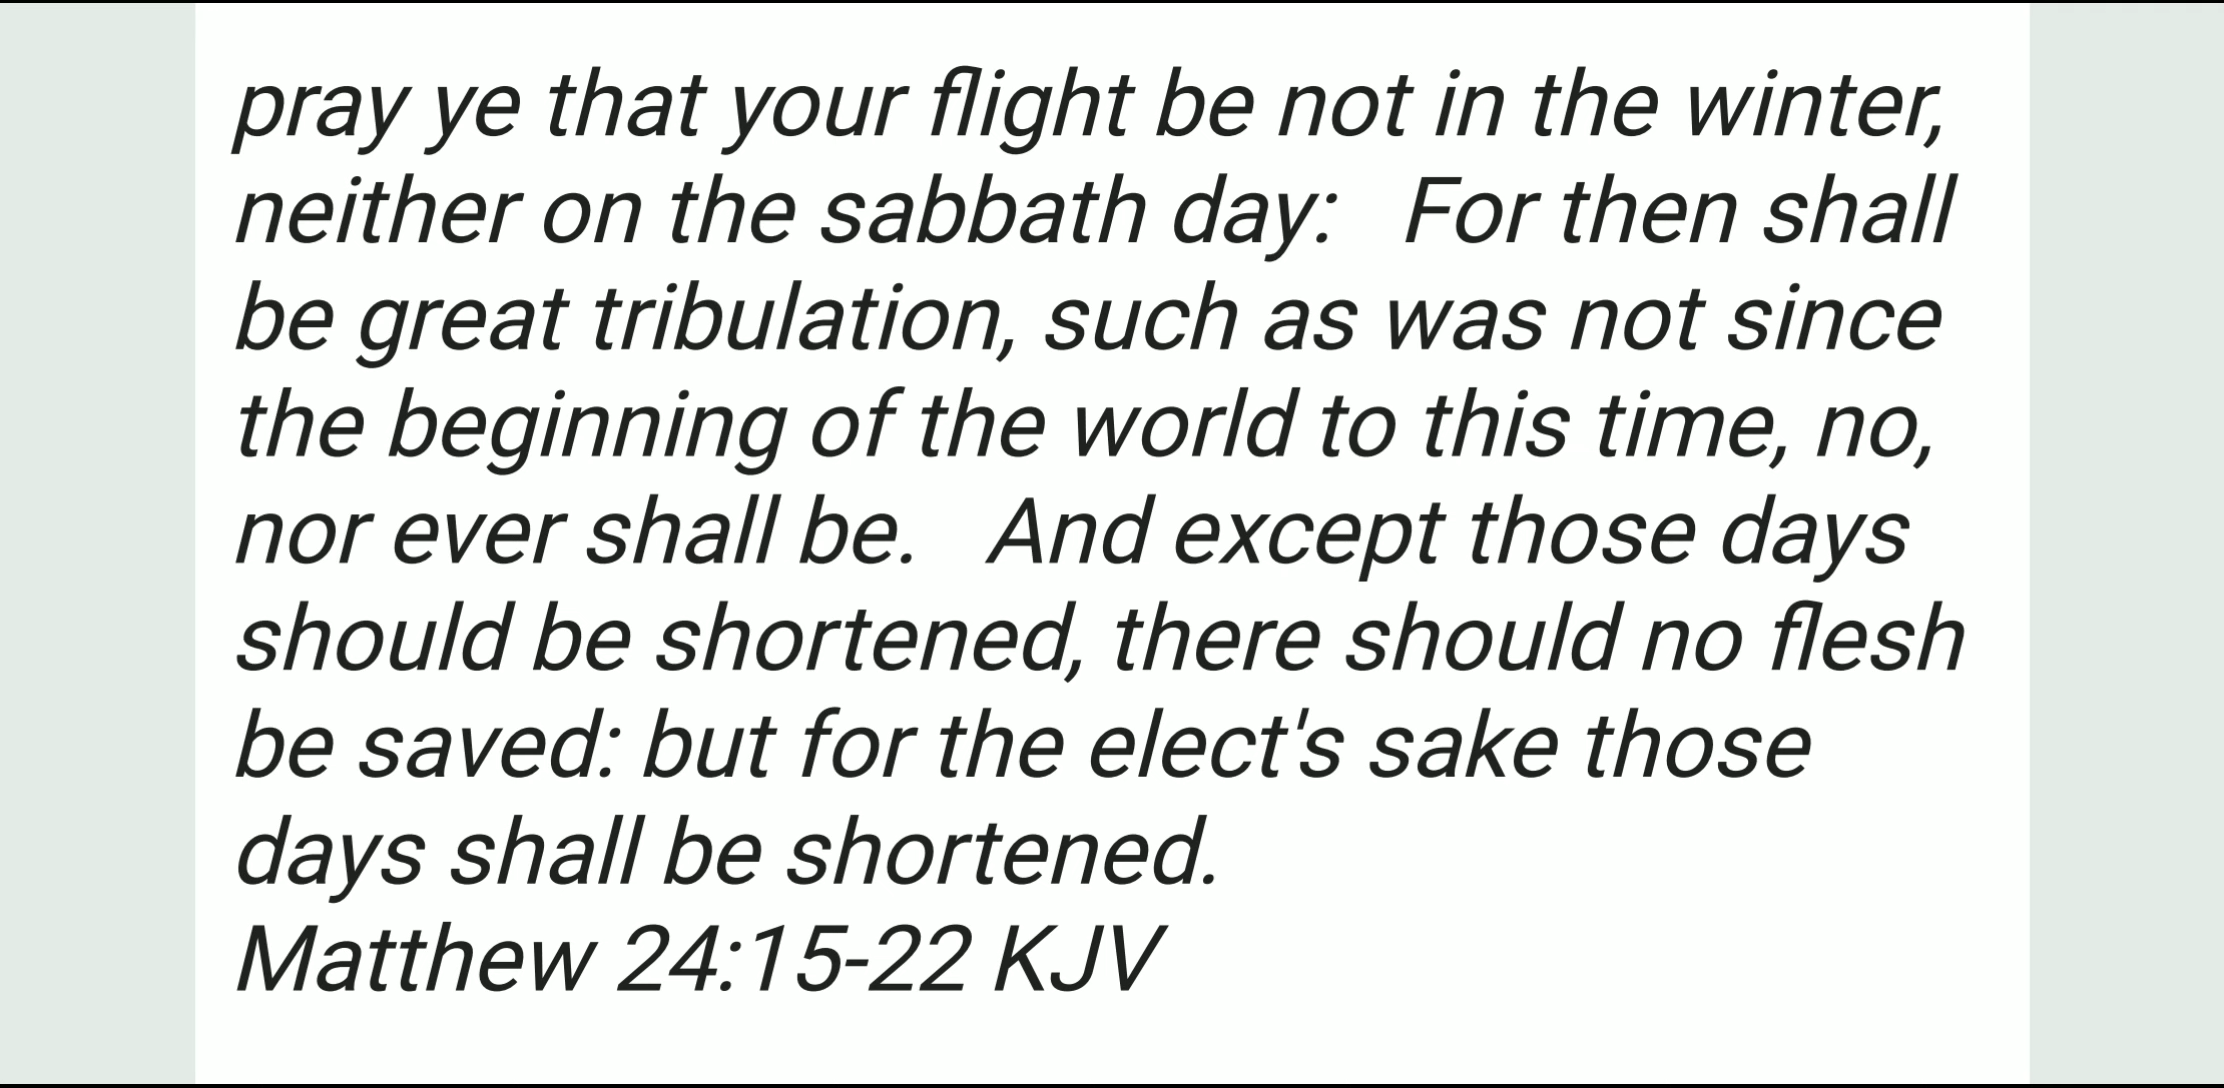 pray ye that your flight be not in the winter,
neither on the sabbath day:   For then shall
be great tribulation, such as was not since
the beginning of the world to this time, no,
nor ever shall be.   And except those days
should be shortened, there should no flesh
be saved: but for the elect's sake those
days shall be shortened.
Matthew 24:15-22 KJV